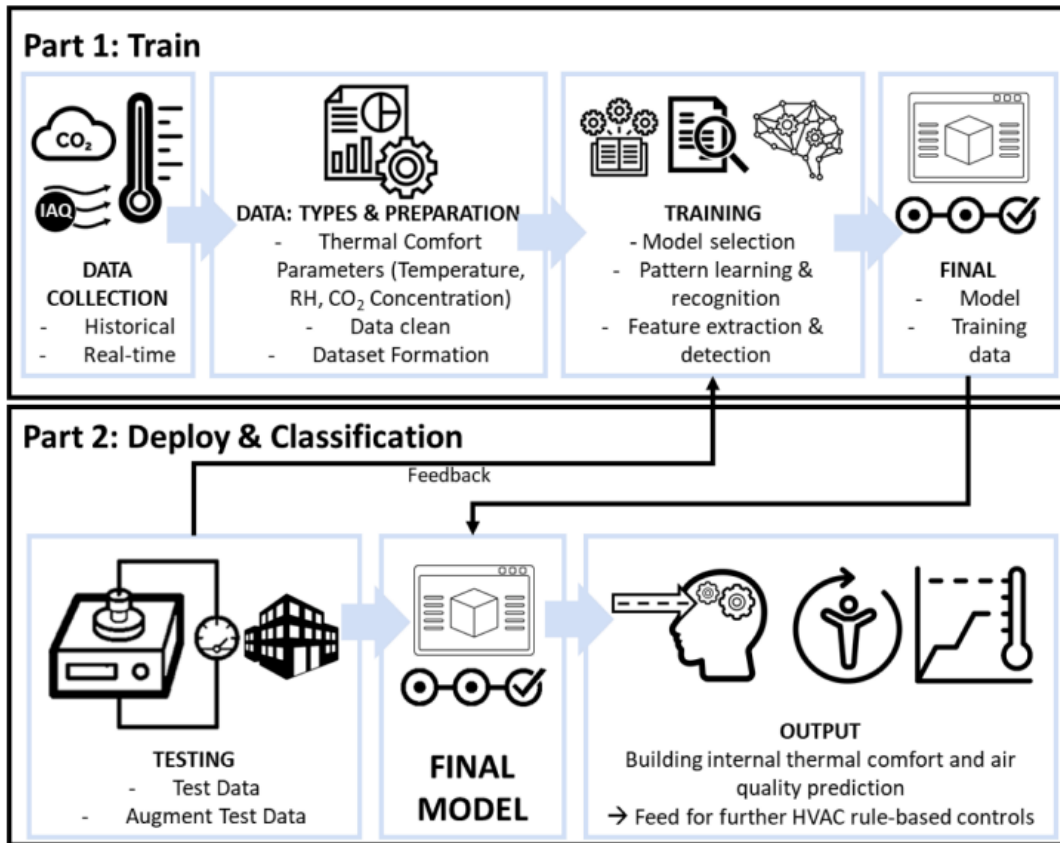 Part 1: Train
CO₂
IAQ
DATA
COLLECTION
- Historical
- Real-time
DATA: TYPES & PREPARATION
- Thermal Comfort
Parameters (Temperature,
RH, CO₂ Concentration)
- Data clean
- Dataset Formation
TRAINING
- Model selection
- Pattern learning &
recognition
- Feature extraction &
detection
FINAL
- Model
- Training
data
Part 2: Deploy & Classification
Feedback
TESTING
- Test Data
- Augment Test Data
FINAL
MODEL
OUTPUT
Building internal thermal comfort and air
quality prediction
→ Feed for further HVAC rule-based controls